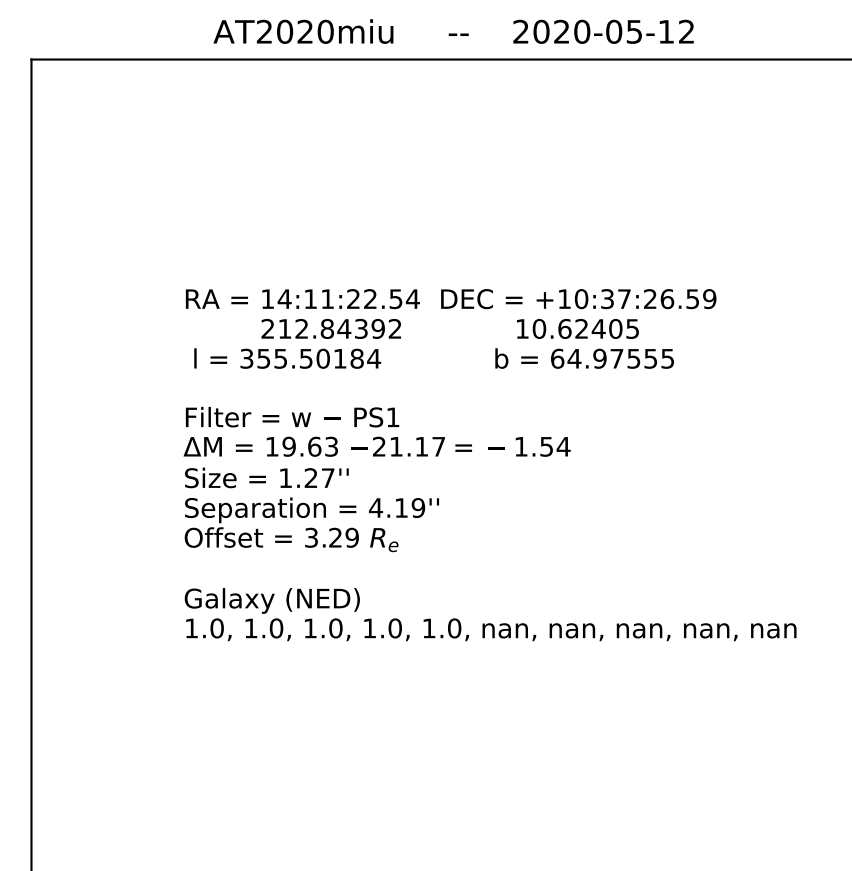 AT2020miu -- 2020-05-12
RA = 14:11:22.54 DEC = +10:37:26.59
212.84392 10.62405
l = 355.50184 b = 64.97555
Filter = w − PS1
ΔM = 19.63 −21.17 = − 1.54
Size = 1.27''
Separation = 4.19''
Offset = 3.29 Rₑ
Galaxy (NED)
1.0, 1.0, 1.0, 1.0, 1.0, nan, nan, nan, nan, nan